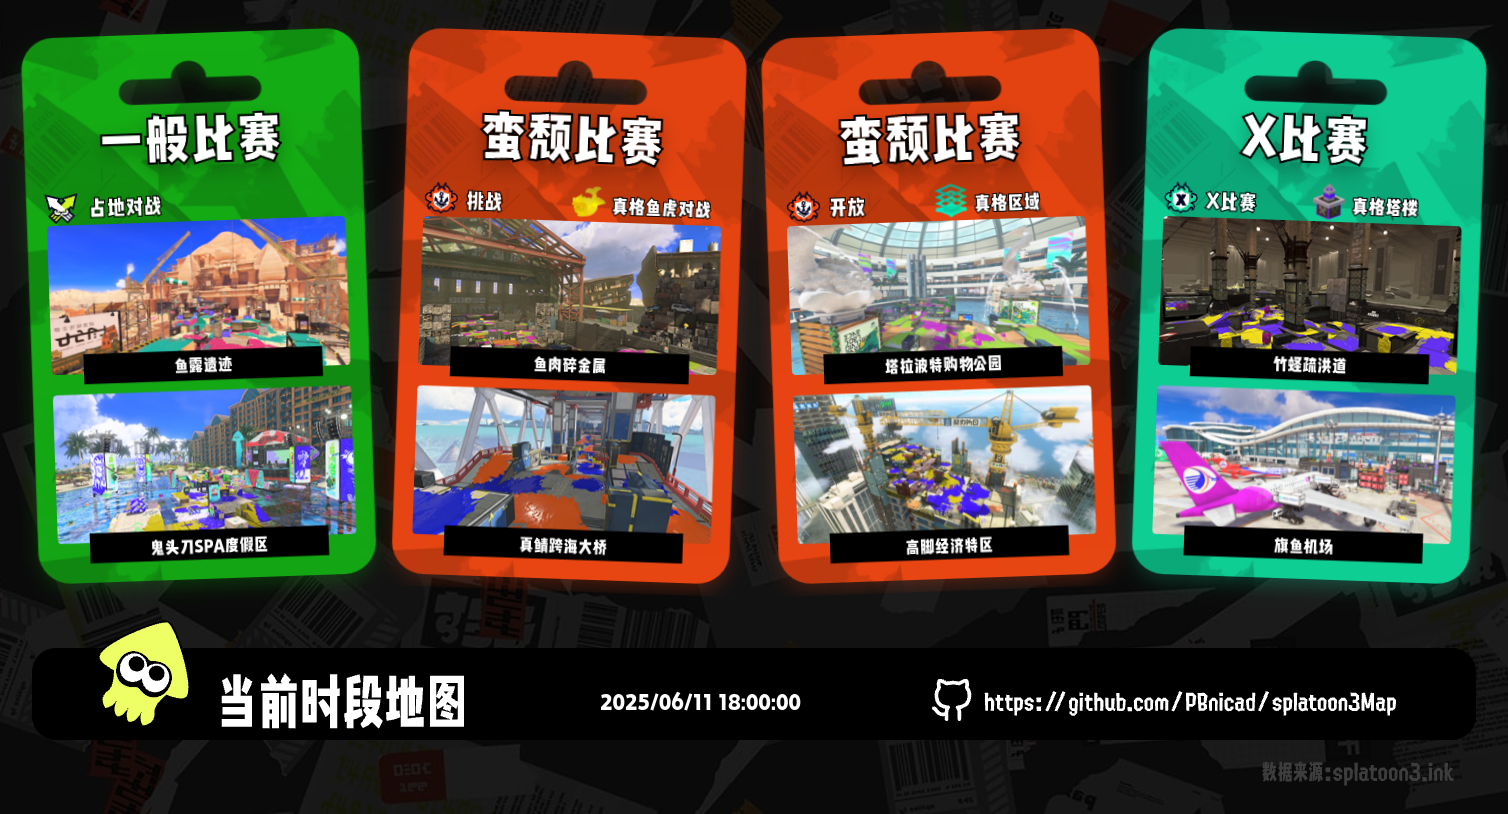 一般比赛
占地对战
鱼露遗迹
鬼头刀SPA度假区
蛮颓比赛
挑战
真格鱼虎对战
鱼肉碎金属
真鲭跨海大桥
蛮颓比赛
开放
真格区域
塔拉波特购物公园
高脚经济特区
X比赛
X比赛
真格塔楼
竹蛏疏洪道
旗鱼机场
当前时段地图
2025/06/11 18:00:00
https://github.com/PBnicad/splatoon3Map
数据来源:splatoon3.ink